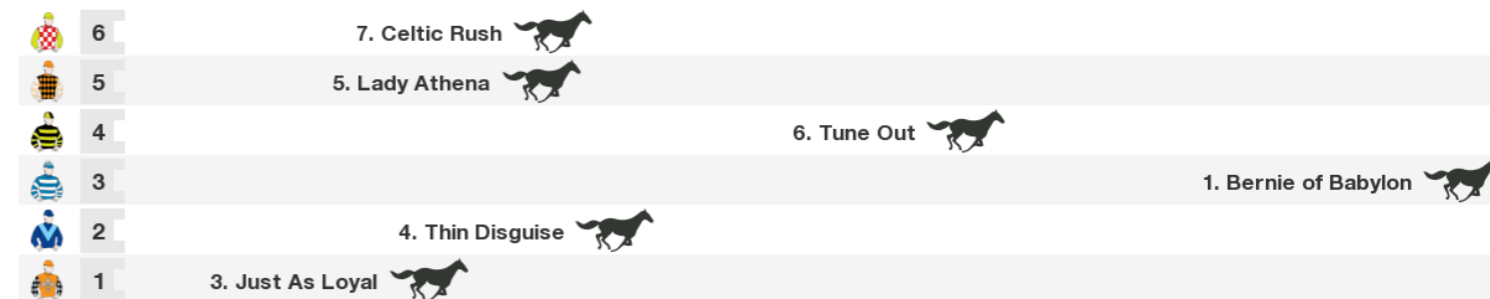 6 7. Celtic Rush
5 5. Lady Athena
4 6. Tune Out
3 1. Bernie of Babylon
2 4. Thin Disguise
1 3. Just As Loyal